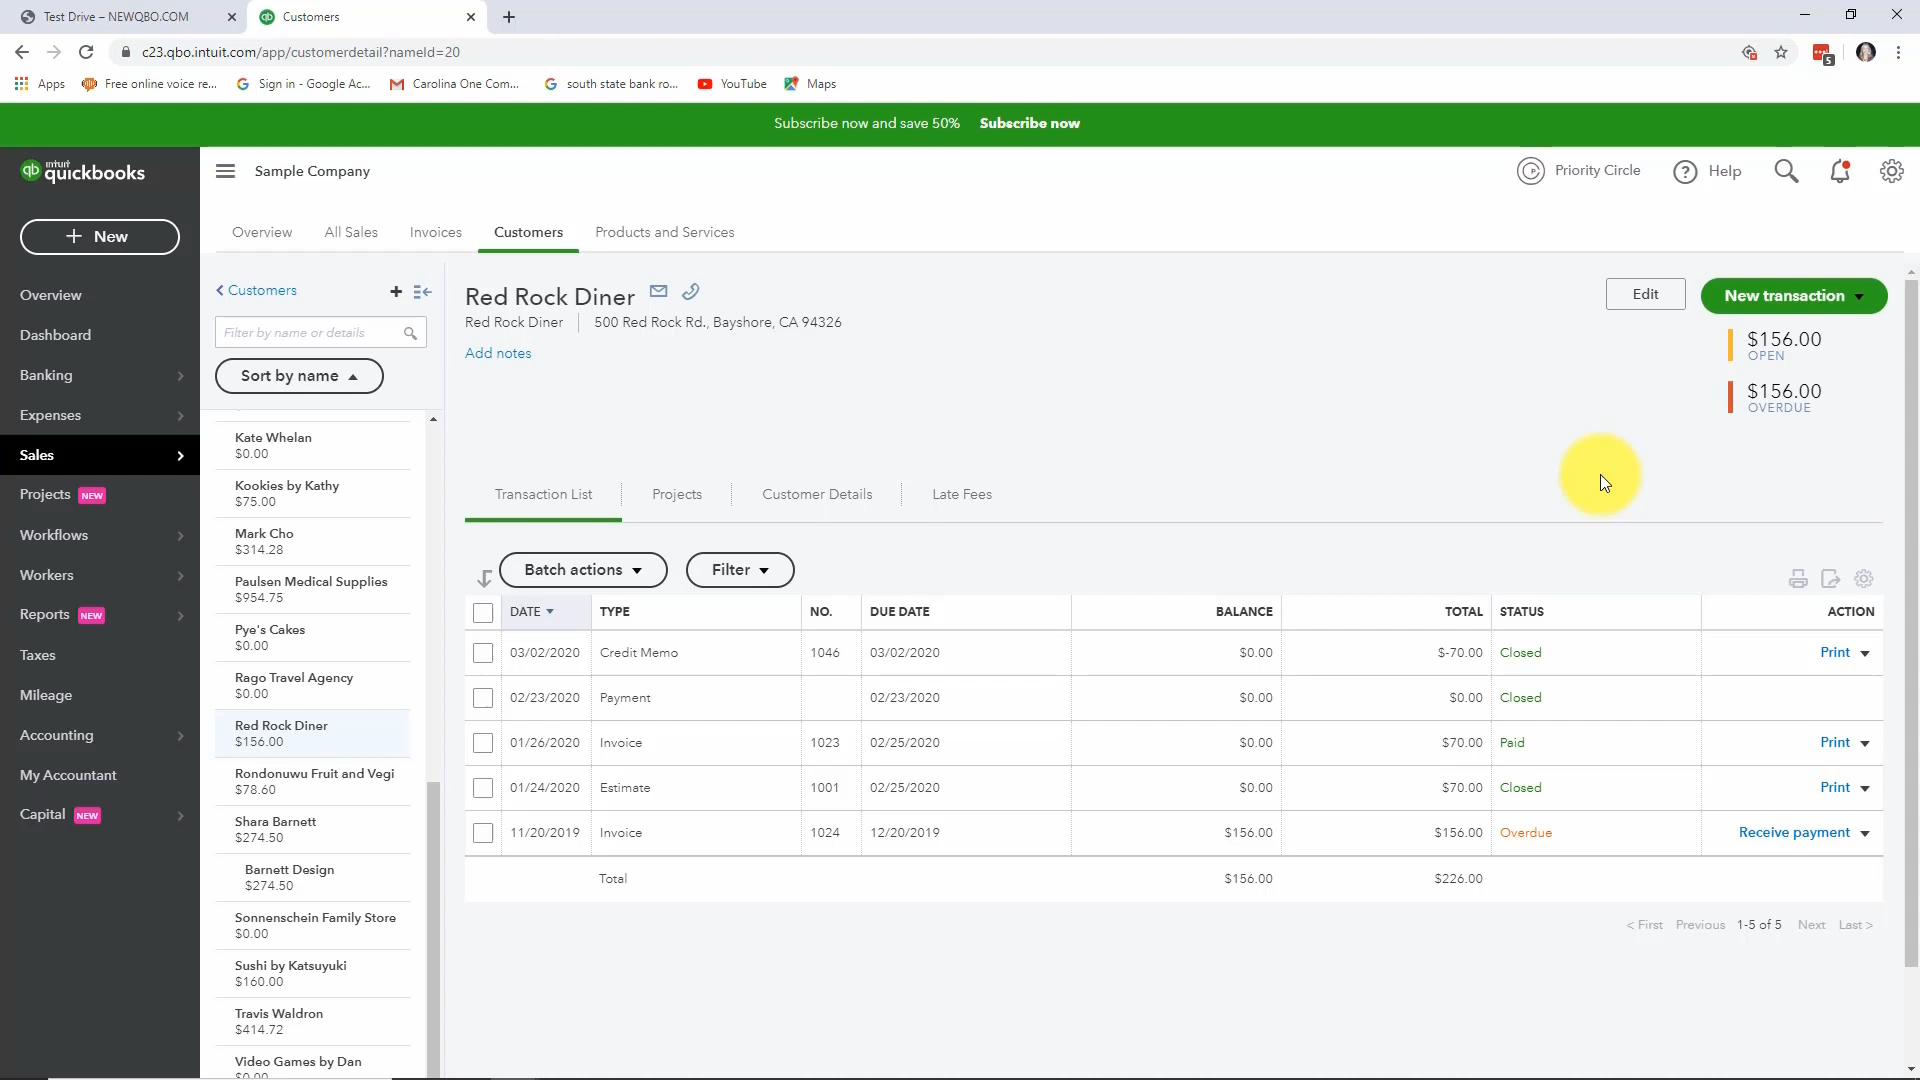 Test Drive – NEWQBO.COM
Customers
c23.qbo.intuit.com/app/customerdetail?nameId=20
5
Apps
Free online voice re...
Sign in - Google Ac...
Carolina One Com...
south state bank ro...
YouTube
Maps
Subscribe now and save 50% Subscribe now
intuit
quickbooks
Sample Company
Priority Circle
Help
+ New
Overview
Dashboard
Banking
Expenses
Sales
Projects NEW
Workflows
Workers
Reports NEW
Taxes
Mileage
Accounting
My Accountant
Capital NEW
Overview
All Sales
Invoices
Customers
Products and Services
Customers
Filter by name or details
Sort by name
Kate Whelan
$0.00
Kookies by Kathy
$75.00
Mark Cho
$314.28
Paulsen Medical Supplies
$954.75
Pye's Cakes
$0.00
Rago Travel Agency
$0.00
Red Rock Diner
$156.00
Rondonuwu Fruit and Vegi
$78.60
Shara Barnett
$274.50
Barnett Design
$274.50
Sonnenschein Family Store
$0.00
Sushi by Katsuyuki
$160.00
Travis Waldron
$414.72
Video Games by Dan
$0.00
Red Rock Diner
Red Rock Diner
500 Red Rock Rd., Bayshore, CA 94326
Add notes
Edit
New transaction
$156.00
OPEN
$156.00
OVERDUE
Transaction List
Projects
Customer Details
Late Fees
Batch actions
Filter
DATE TYPE NO. DUE DATE BALANCE TOTAL STATUS ACTION
03/02/2020 Credit Memo 1046 03/02/2020 $0.00 $-70.00 Closed Print
02/23/2020 Payment 02/23/2020 $0.00 $0.00 Closed
01/26/2020 Invoice 1023 02/25/2020 $0.00 $70.00 Paid Print
01/24/2020 Estimate 1001 02/25/2020 $0.00 $70.00 Closed Print
11/20/2019 Invoice 1024 12/20/2019 $156.00 $156.00 Overdue Receive payment
Total $156.00 $226.00
< First Previous 1-5 of 5 Next Last >